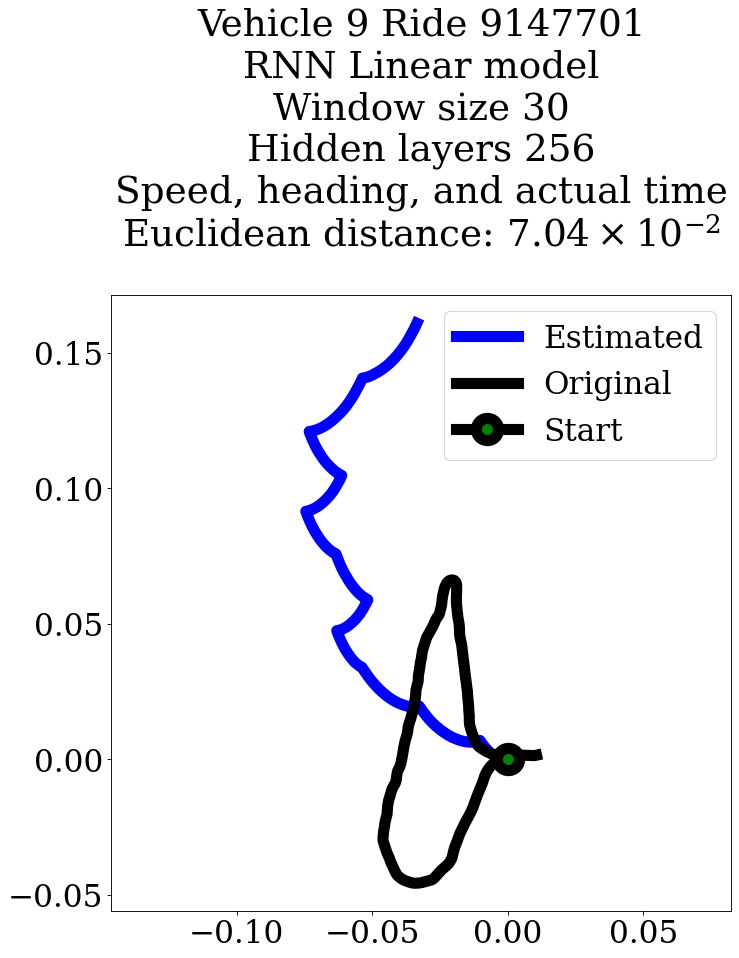 Vehicle 9 Ride 9147701
RNN Linear model
Window size 30
Hidden layers 256
Speed, heading, and actual time
Euclidean distance: 7.04 × 10⁻²
Estimated
Original
Start
0.15
0.10
0.05
0.00
−0.05
−0.10 −0.05 0.00 0.05